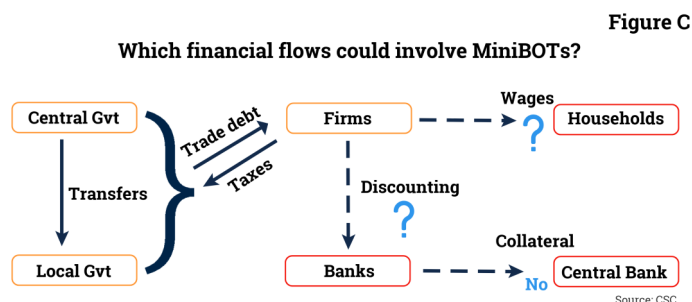 Figure C
Which financial flows could involve MiniBOTs?
Central Gvt
Trade debt
Firms
Wages
?
Households
Transfers
Taxes
Discounting
?
Local Gvt
Banks
Collateral
No
Central Bank
Source: CSC